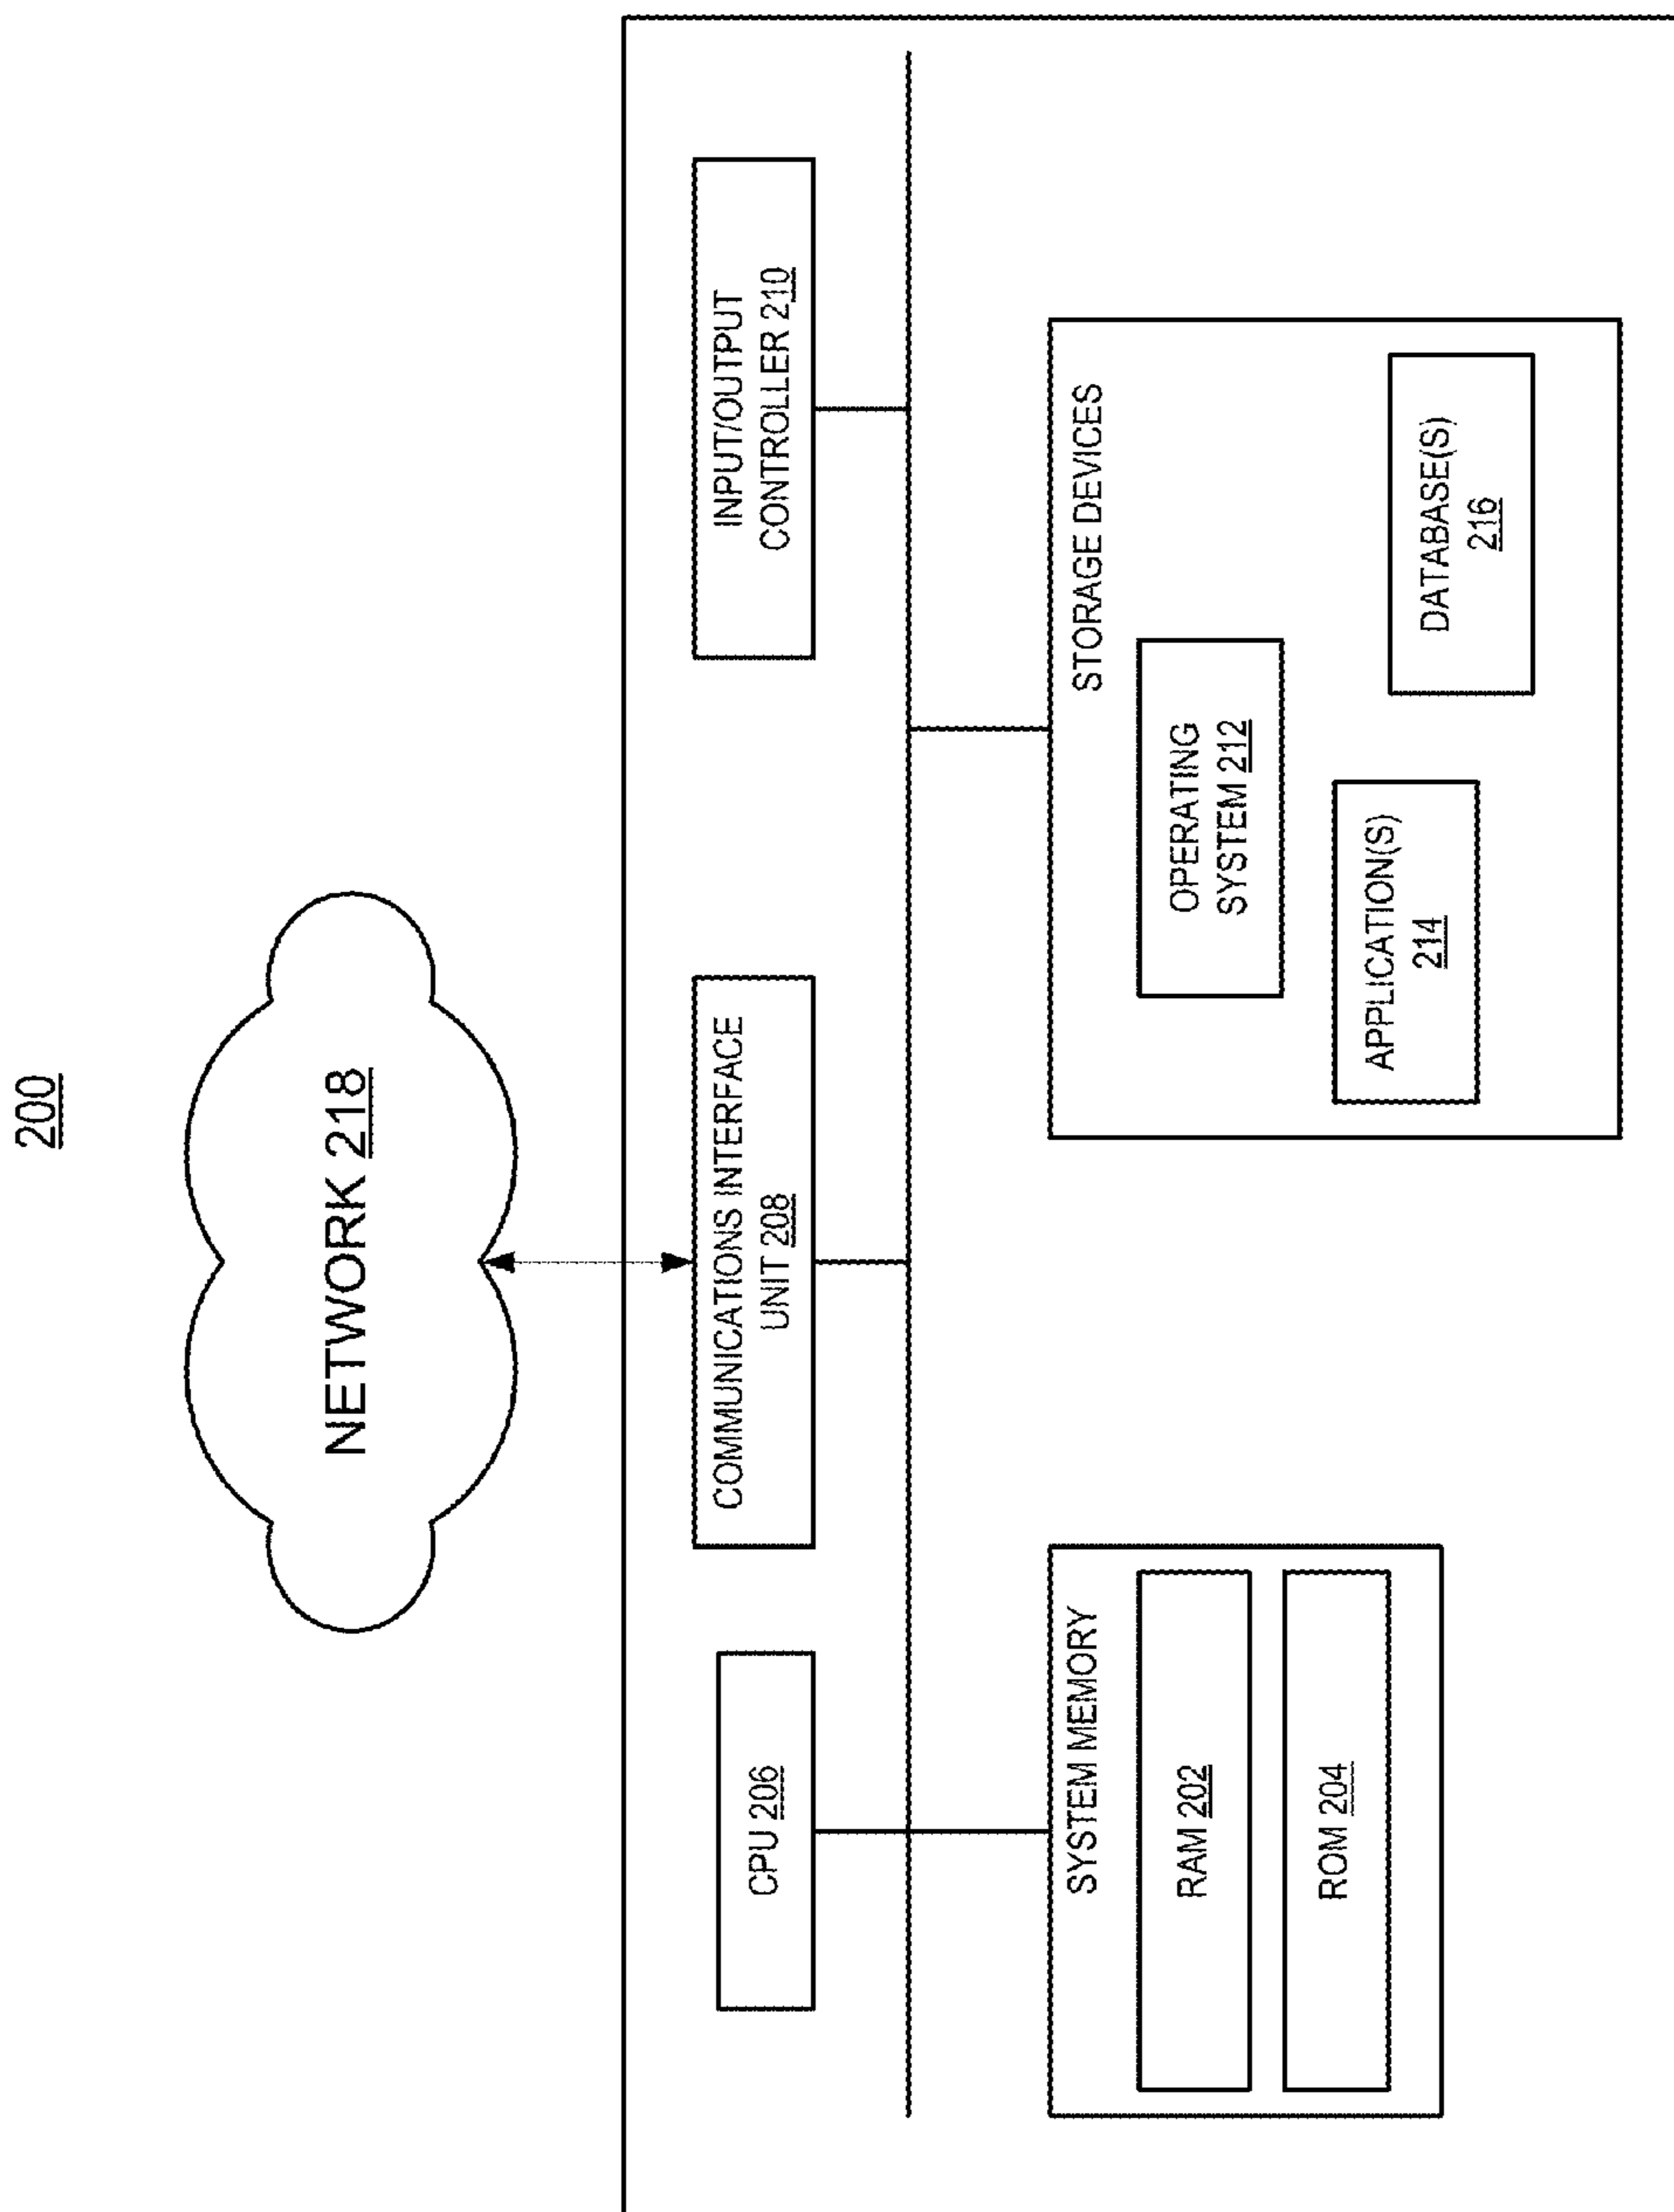 200
NETWORK 218
CPU 206
COMMUNICATIONS INTERFACE
UNIT 208
INPUT/OUTPUT
CONTROLLER 210
SYSTEM MEMORY
RAM 202
ROM 204
STORAGE DEVICES
OPERATING
SYSTEM 212
APPLICATION(S)
214
DATABASE(S)
216